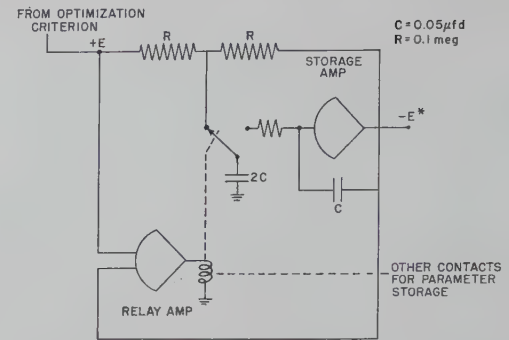 FROM OPTIMIZATION
CRITERION
+E
R
R
C = 0.05µfd
R = 0.1 meg
STORAGE
AMP
-E*
2C
C
RELAY AMP
OTHER CONTACTS
FOR PARAMETER
STORAGE